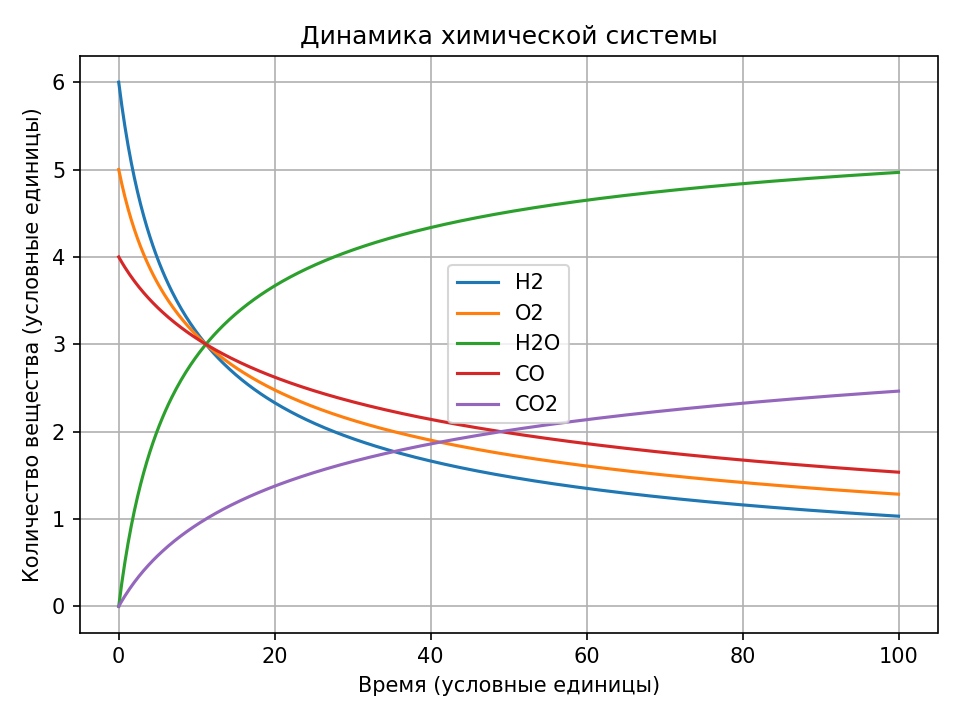 Динамика химической системы
Количество вещества (условные единицы)
6
5
4
3
2
1
0
H2
O2
H2O
CO
CO2
0 20 40 60 80 100
Время (условные единицы)